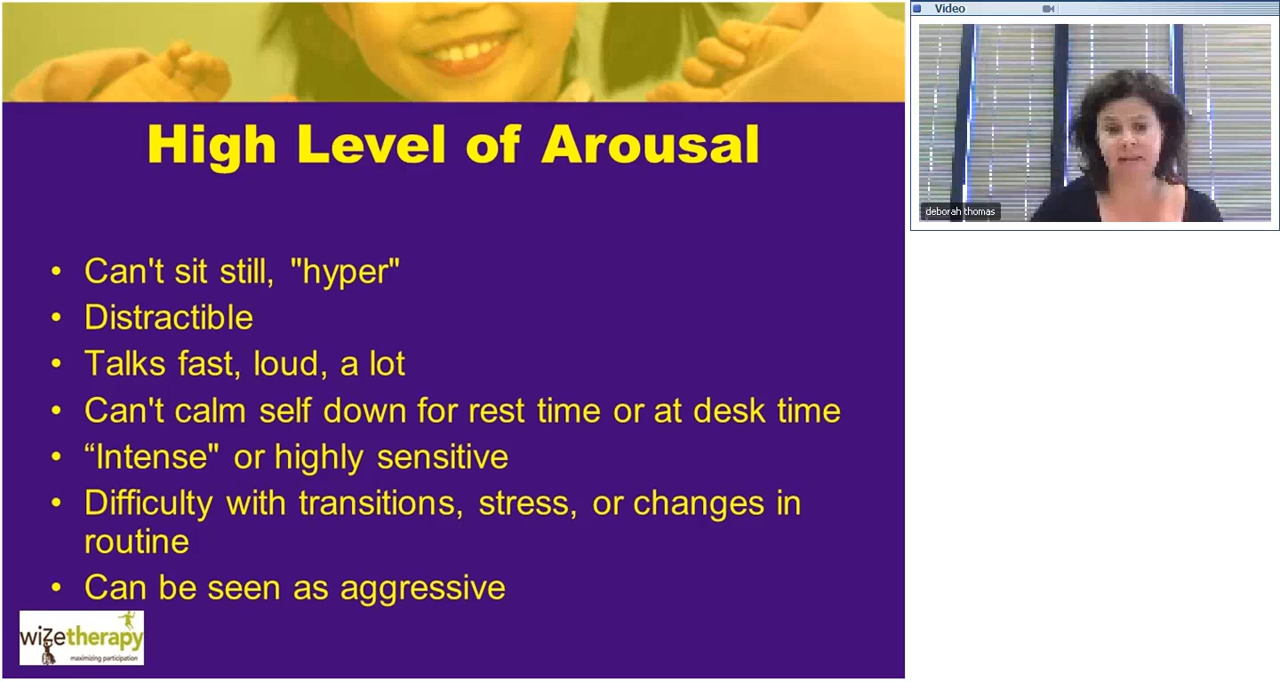 High Level of Arousal
• Can't sit still, "hyper"
• Distractible
• Talks fast, loud, a lot
• Can't calm self down for rest time or at desk time
• “Intense" or highly sensitive
• Difficulty with transitions, stress, or changes in
routine
• Can be seen as aggressive
wizetherapy
maximizing participation
Video
deborah thomas